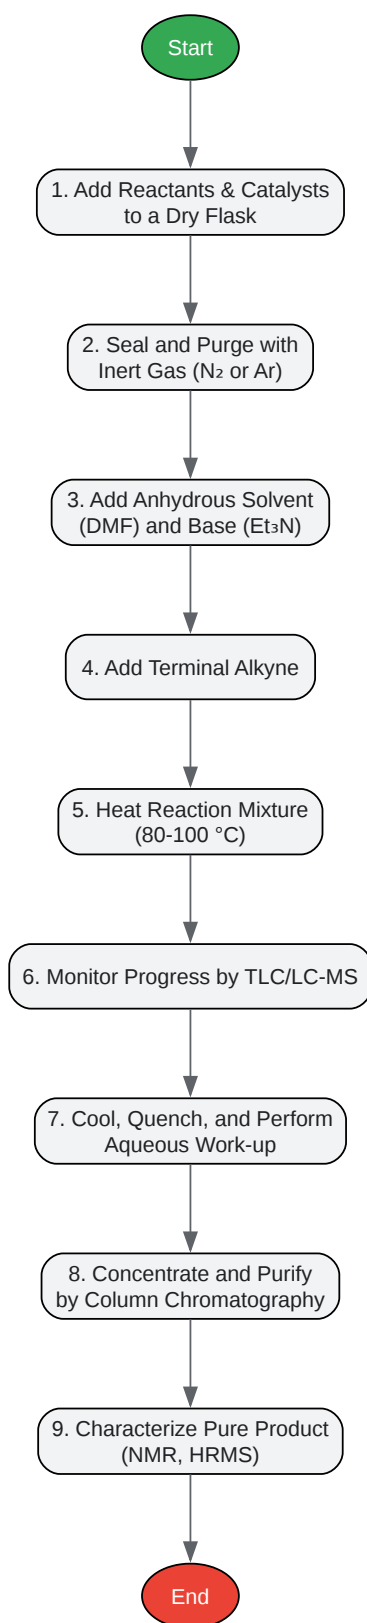 Start
1. Add Reactants & Catalysts
to a Dry Flask
2. Seal and Purge with
Inert Gas (N₂ or Ar)
3. Add Anhydrous Solvent
(DMF) and Base (Et₃N)
4. Add Terminal Alkyne
5. Heat Reaction Mixture
(80-100 °C)
6. Monitor Progress by TLC/LC-MS
7. Cool, Quench, and Perform
Aqueous Work-up
8. Concentrate and Purify
by Column Chromatography
9. Characterize Pure Product
(NMR, HRMS)
End